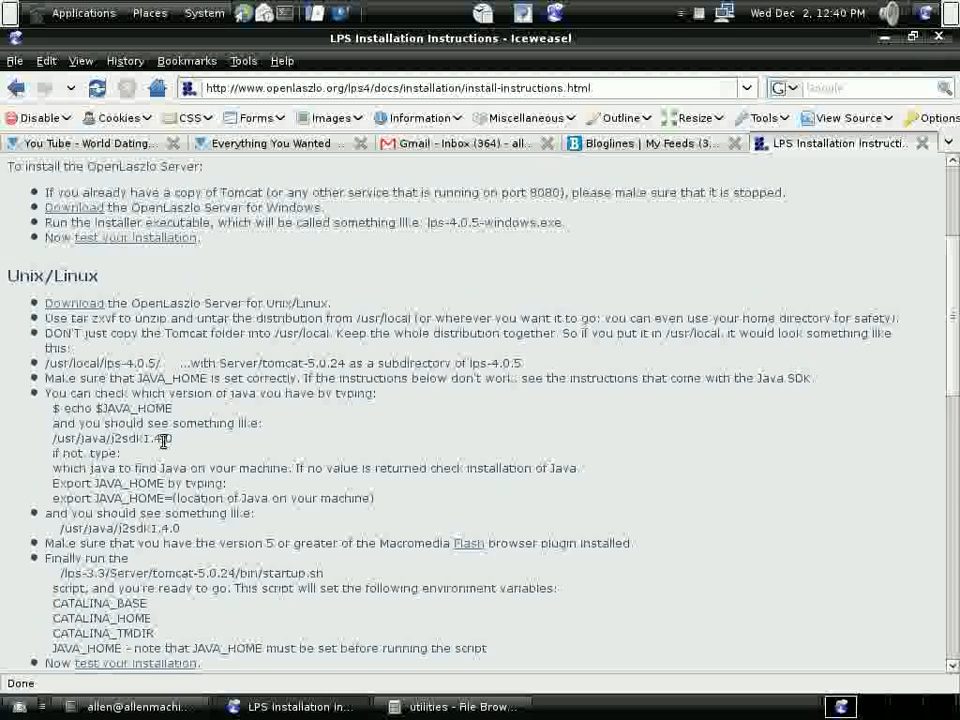 Applications Places System
Wed Dec 2, 12:40 PM
LPS Installation Instructions - Iceweasel
File Edit View History Bookmarks Tools Help
http://www.openlaszlo.org/lps4/docs/installation/install-instructions.html
Google
Disable Cookies CSS Forms Images Information Miscellaneous Outline Resize Tools View Source Options
You Tube - World Dating... Everything You Wanted ... Gmail - Inbox (364) - all... Bloglines | My Feeds (3... LPS Installation Instructi...
To install the OpenLaszlo Server:
If you already have a copy of Tomcat (or any other service that is running on port 8080), please make sure that it is stopped.
Download the OpenLaszlo Server for Windows.
Run the installer executable, which will be called something like: lps-4.0.5-windows.exe.
Now test your installation.
Unix/Linux
Download the OpenLaszlo Server for Unix/Linux.
Use tar zxvf to unzip and untar the distribution from /usr/local (or wherever you want it to go; you can even use your home directory for safety).
DON'T just copy the Tomcat folder into /usr/local. Keep the whole distribution together. So if you put it in /usr/local, it would look something like
this:
/usr/local/lps-4.0.5/ ...with Server/tomcat-5.0.24 as a subdirectory of lps-4.0.5
Make sure that JAVA_HOME is set correctly. If the instructions below don't work, see the instructions that come with the Java SDK.
You can check which version of java you have by typing:
$ echo $JAVA_HOME
and you should see something like:
/usr/java/j2sdk1.4.0
if not, type:
which java to find Java on your machine. If no value is returned check installation of Java.
Export JAVA_HOME by typing:
export JAVA_HOME=(location of Java on your machine)
and you should see something like:
/usr/java/j2sdk1.4.0
Make sure that you have the version 5 or greater of the Macromedia Flash browser plugin installed.
Finally run the
/lps-3.3/Server/tomcat-5.0.24/bin/startup.sh
script, and you're ready to go. This script will set the following environment variables:
CATALINA_BASE
CATALINA_HOME
CATALINA_TMDIR
JAVA_HOME - note that JAVA_HOME must be set before running the script
Now test your installation.
Done
allen@allenmachi... LPS Installation In... utilities - File Brow...